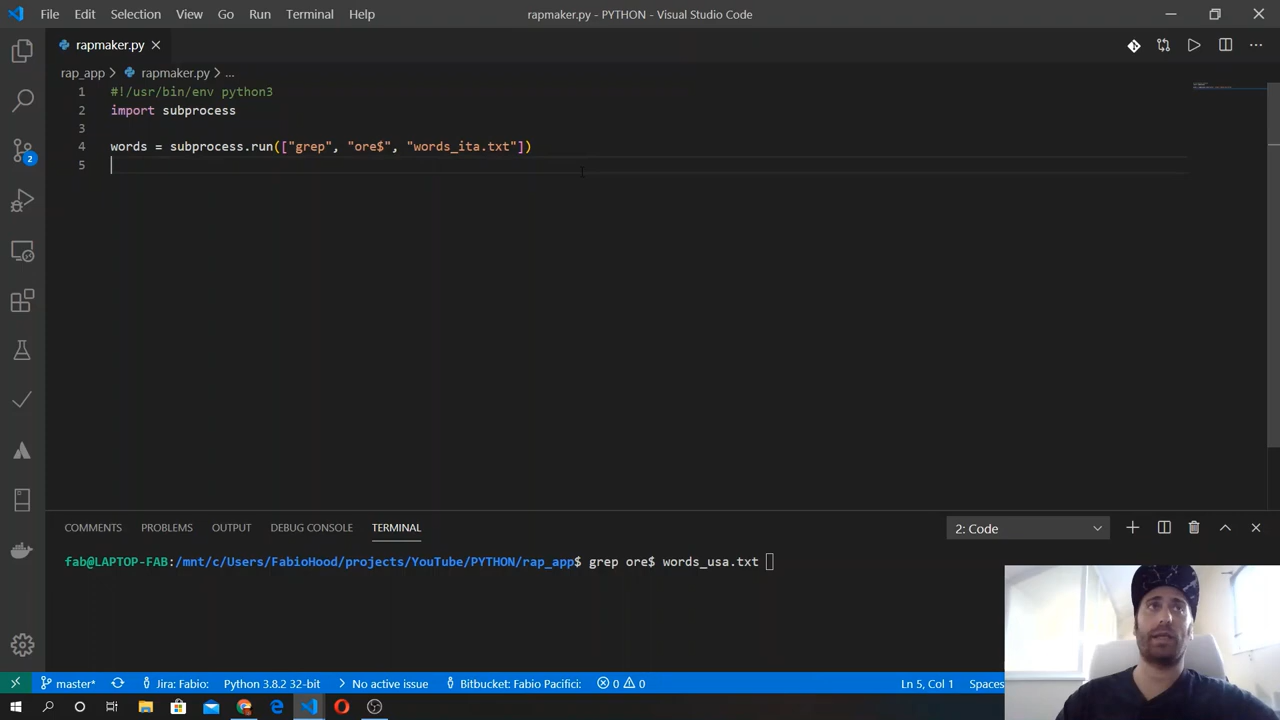 File Edit Selection View Go Run Terminal Help rapmaker.py - PYTHON - Visual Studio Code
rapmaker.py
rap_app > rapmaker.py > ...
1 #!/usr/bin/env python3
2 import subprocess
3
4 words = subprocess.run(["grep", "ore$", "words_ita.txt"])
5
2
COMMENTS PROBLEMS OUTPUT DEBUG CONSOLE TERMINAL 2: Code
fab@LAPTOP-FAB:/mnt/c/Users/FabioHood/projects/YouTube/PYTHON/rap_app$ grep ore$ words_usa.txt
master* Jira: Fabio: Python 3.8.2 32-bit No active issue Bitbucket: Fabio Pacifici: 0 0 Ln 5, Col 1 Spaces